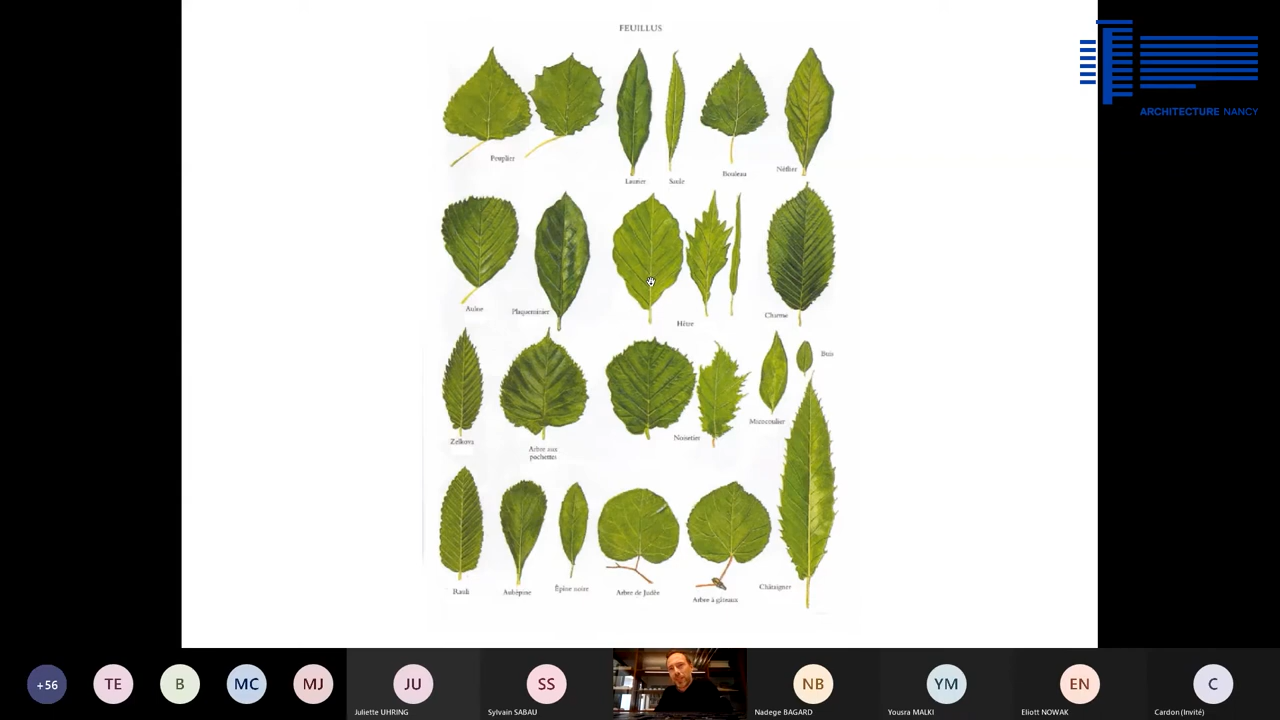 FEUILLUS
ARCHITECTURE NANCY
Peuplier
Laurier
Saule
Bouleau
Néflier
Aulne
Plaqueminier
Hêtre
Charme
Zelkova
Arbre aux
pochettes
Noisetier
Micocoulier
Buis
Rauli
Aubépine
Épine noire
Arbre de Judée
Arbre à gâteaux
Châtaignier
+56
TE
B
MC
MJ
JU
SS
NB
YM
EN
C
Juliette UHRING
Sylvain SABAU
Nadege BAGARD
Yousra MALKI
Eliott NOWAK
Cardon (Invité)